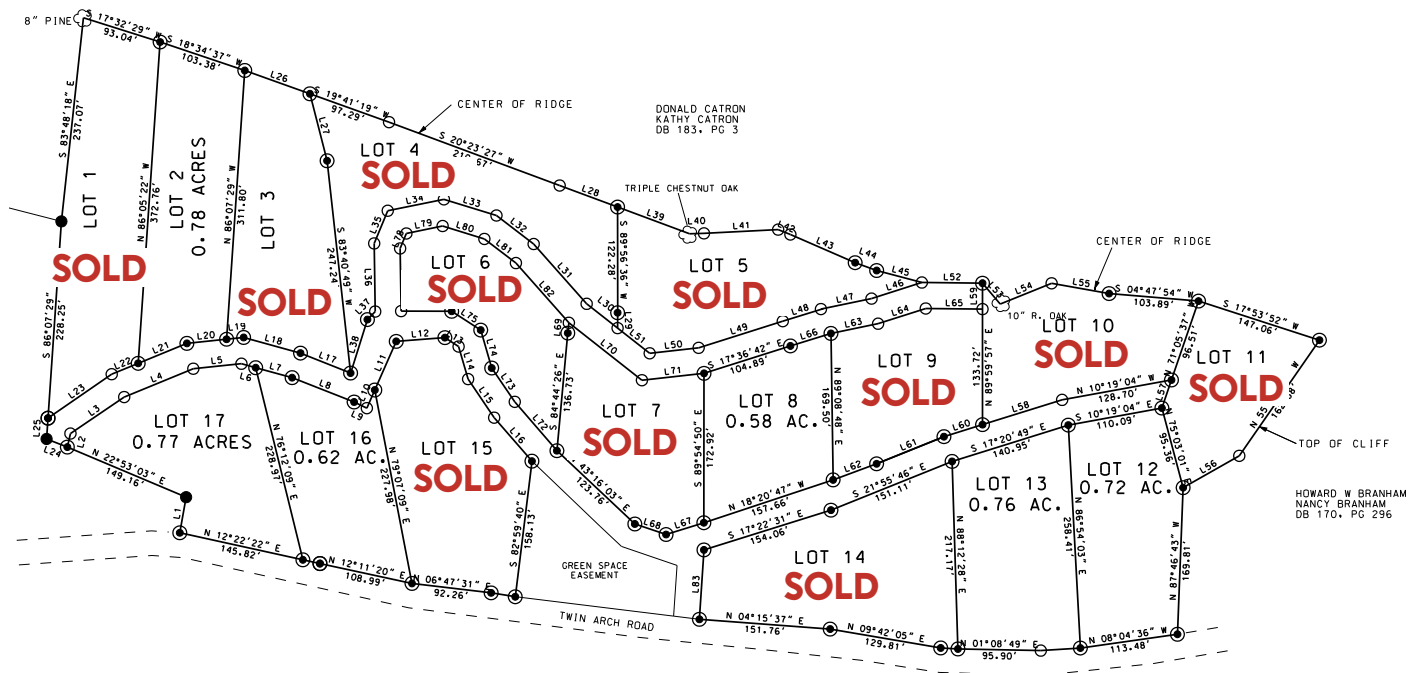 8" PINE
S 17°32'29" W
93.04'
S 18°34'37" W
103.38'
L26
S 19°41'19" W
97.29'
CENTER OF RIDGE
DONALD CATRON
KATHY CATRON
DB 183, PG 3
S 20°23'27" W
S 83°48'18" E
237.07'
LOT 1
N 86°05'22" W
372.76'
LOT 2
0.78 ACRES
N 86°07'29" W
311.80'
LOT 3
L27
LOT 4
SOLD
L28
TRIPLE CHESTNUT OAK
L39
L40
L41
L42
L43
L44
L45
L34
L33
L32
L35
L36
L37
L38
L31
L30
L29
S 83°40'49" W
247.24'
S 89°56'36" W
122.28'
LOT 5
SOLD
L46
L47
L49
L48
L51
L52
L53
L54
L55
10" R. OAK
CENTER OF RIDGE
S 04°47'54" W
103.89'
S 17°53'52" W
147.06'
L78
L79
L80
L81
L82
LOT 6
SOLD
L75
L69
L70
L71
SOLD
SOLD
S 86°07'29" E
228.25'
L25
L23
L22
L21
L20
L19
L18
L17
L24
L2
L3
L4
L5
L6
L7
L8
L9
L10
L11
L12
L13
L14
L15
L16
L73
L72
S 84°44'26" E
136.73'
S 17°36'42" E
104.89'
L66
L63
L64
L65
L59
N 89°59'57" E
133.72'
LOT 10
SOLD
N 71°05'37" W
96.51'
LOT 11
SOLD
LOT 9
SOLD
N 89°08'48" E
169.50'
LOT 8
0.58 AC.
LOT 7
SOLD
S 89°54'50" E
172.92'
43°16'03" E
123.76'
L68
L67
N 18°20'47" W
157.66'
L62
L61
L60
L58
N 10°19'04" W
128.70'
L57
S 10°19'04" E
110.09'
75°03'01" E
95.36'
N 55
W
TOP OF CLIFF
L56
LOT 17
0.77 ACRES
LOT 16
0.62 AC.
LOT 15
SOLD
N 22°53'03" E
149.16'
L1
N 76°12'09" E
228.97'
N 79°07'09" E
227.98'
S 82°59'40" E
158.13'
N 12°22'22" E
145.82'
N 12°11'20" E
108.99'
N 06°47'31" E
92.26'
GREEN SPACE
EASEMENT
TWIN ARCH ROAD
L83
S 17°22'31" E
154.06'
S 21°55'46" E
151.11'
S 17°20'49" E
140.95'
LOT 14
SOLD
LOT 13
0.76 AC.
LOT 12
0.72 AC.
N 88°12'28" E
217.17'
N 86°54'03" E
258.41'
N 87°46'43" W
169.81'
N 04°15'37" E
151.76'
N 09°42'05" E
129.81'
N 01°08'49" E
95.90'
N 08°04'36" W
113.48'
HOWARD W BRANHAM
NANCY BRANHAM
DB 170, PG 296